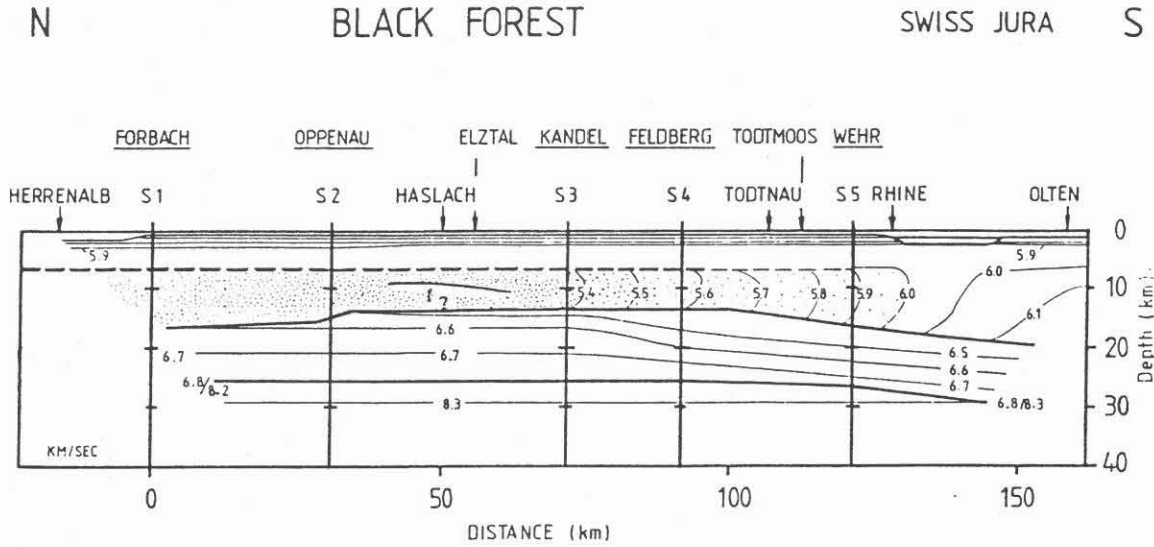 N BLACK FOREST SWISS JURA S
FORBACH OPPENAU ELZTAL KANDEL FELDBERG TODTMOOS WEHR
HERRENALB S1 S2 HASLACH S3 S4 TODTNAU S5 RHINE OLTEN
0
5.9 5.9
6.0
5.4 5.5 5.6 5.7 5.8 5.9 6.0
10
? 6.1
6.6
6.7 6.7 6.5 20
6.6
6.8/8.2 6.7
8.3 6.8/8.3 30
KM/SEC
40
Depth (km)
0 50 100 150
DISTANCE (km)